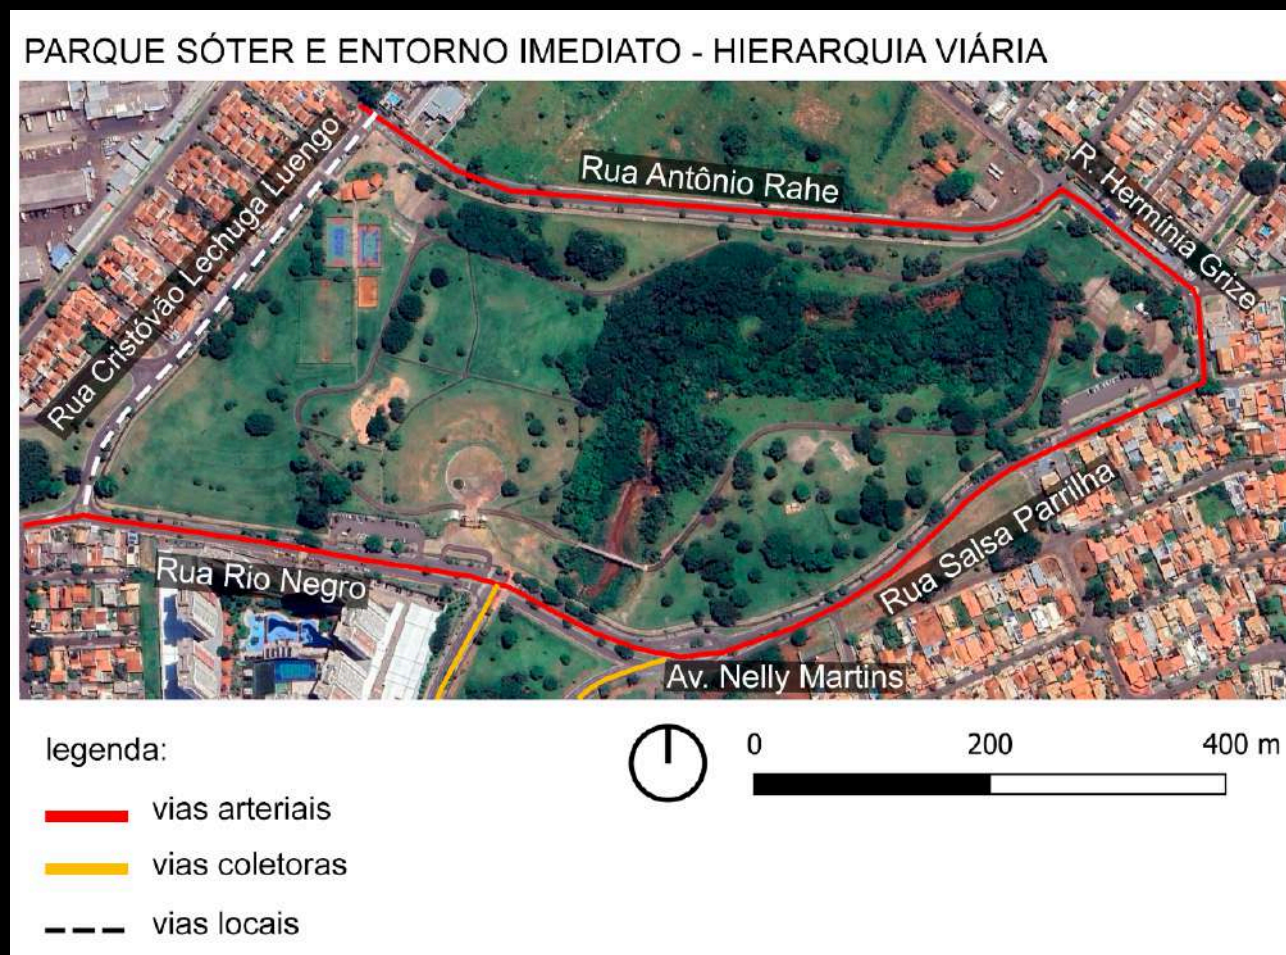 PARQUE SÓTER E ENTORNO IMEDIATO - HIERARQUIA VIÁRIA
Rua Cristóvão Lechuga Luengo
Rua Antônio Rahe
R. Hermínia Grize
Rua Salsa Parrilha
Rua Rio Negro
Av. Nelly Martins
legenda:
vias arteriais
vias coletoras
vias locais
0 200 400 m